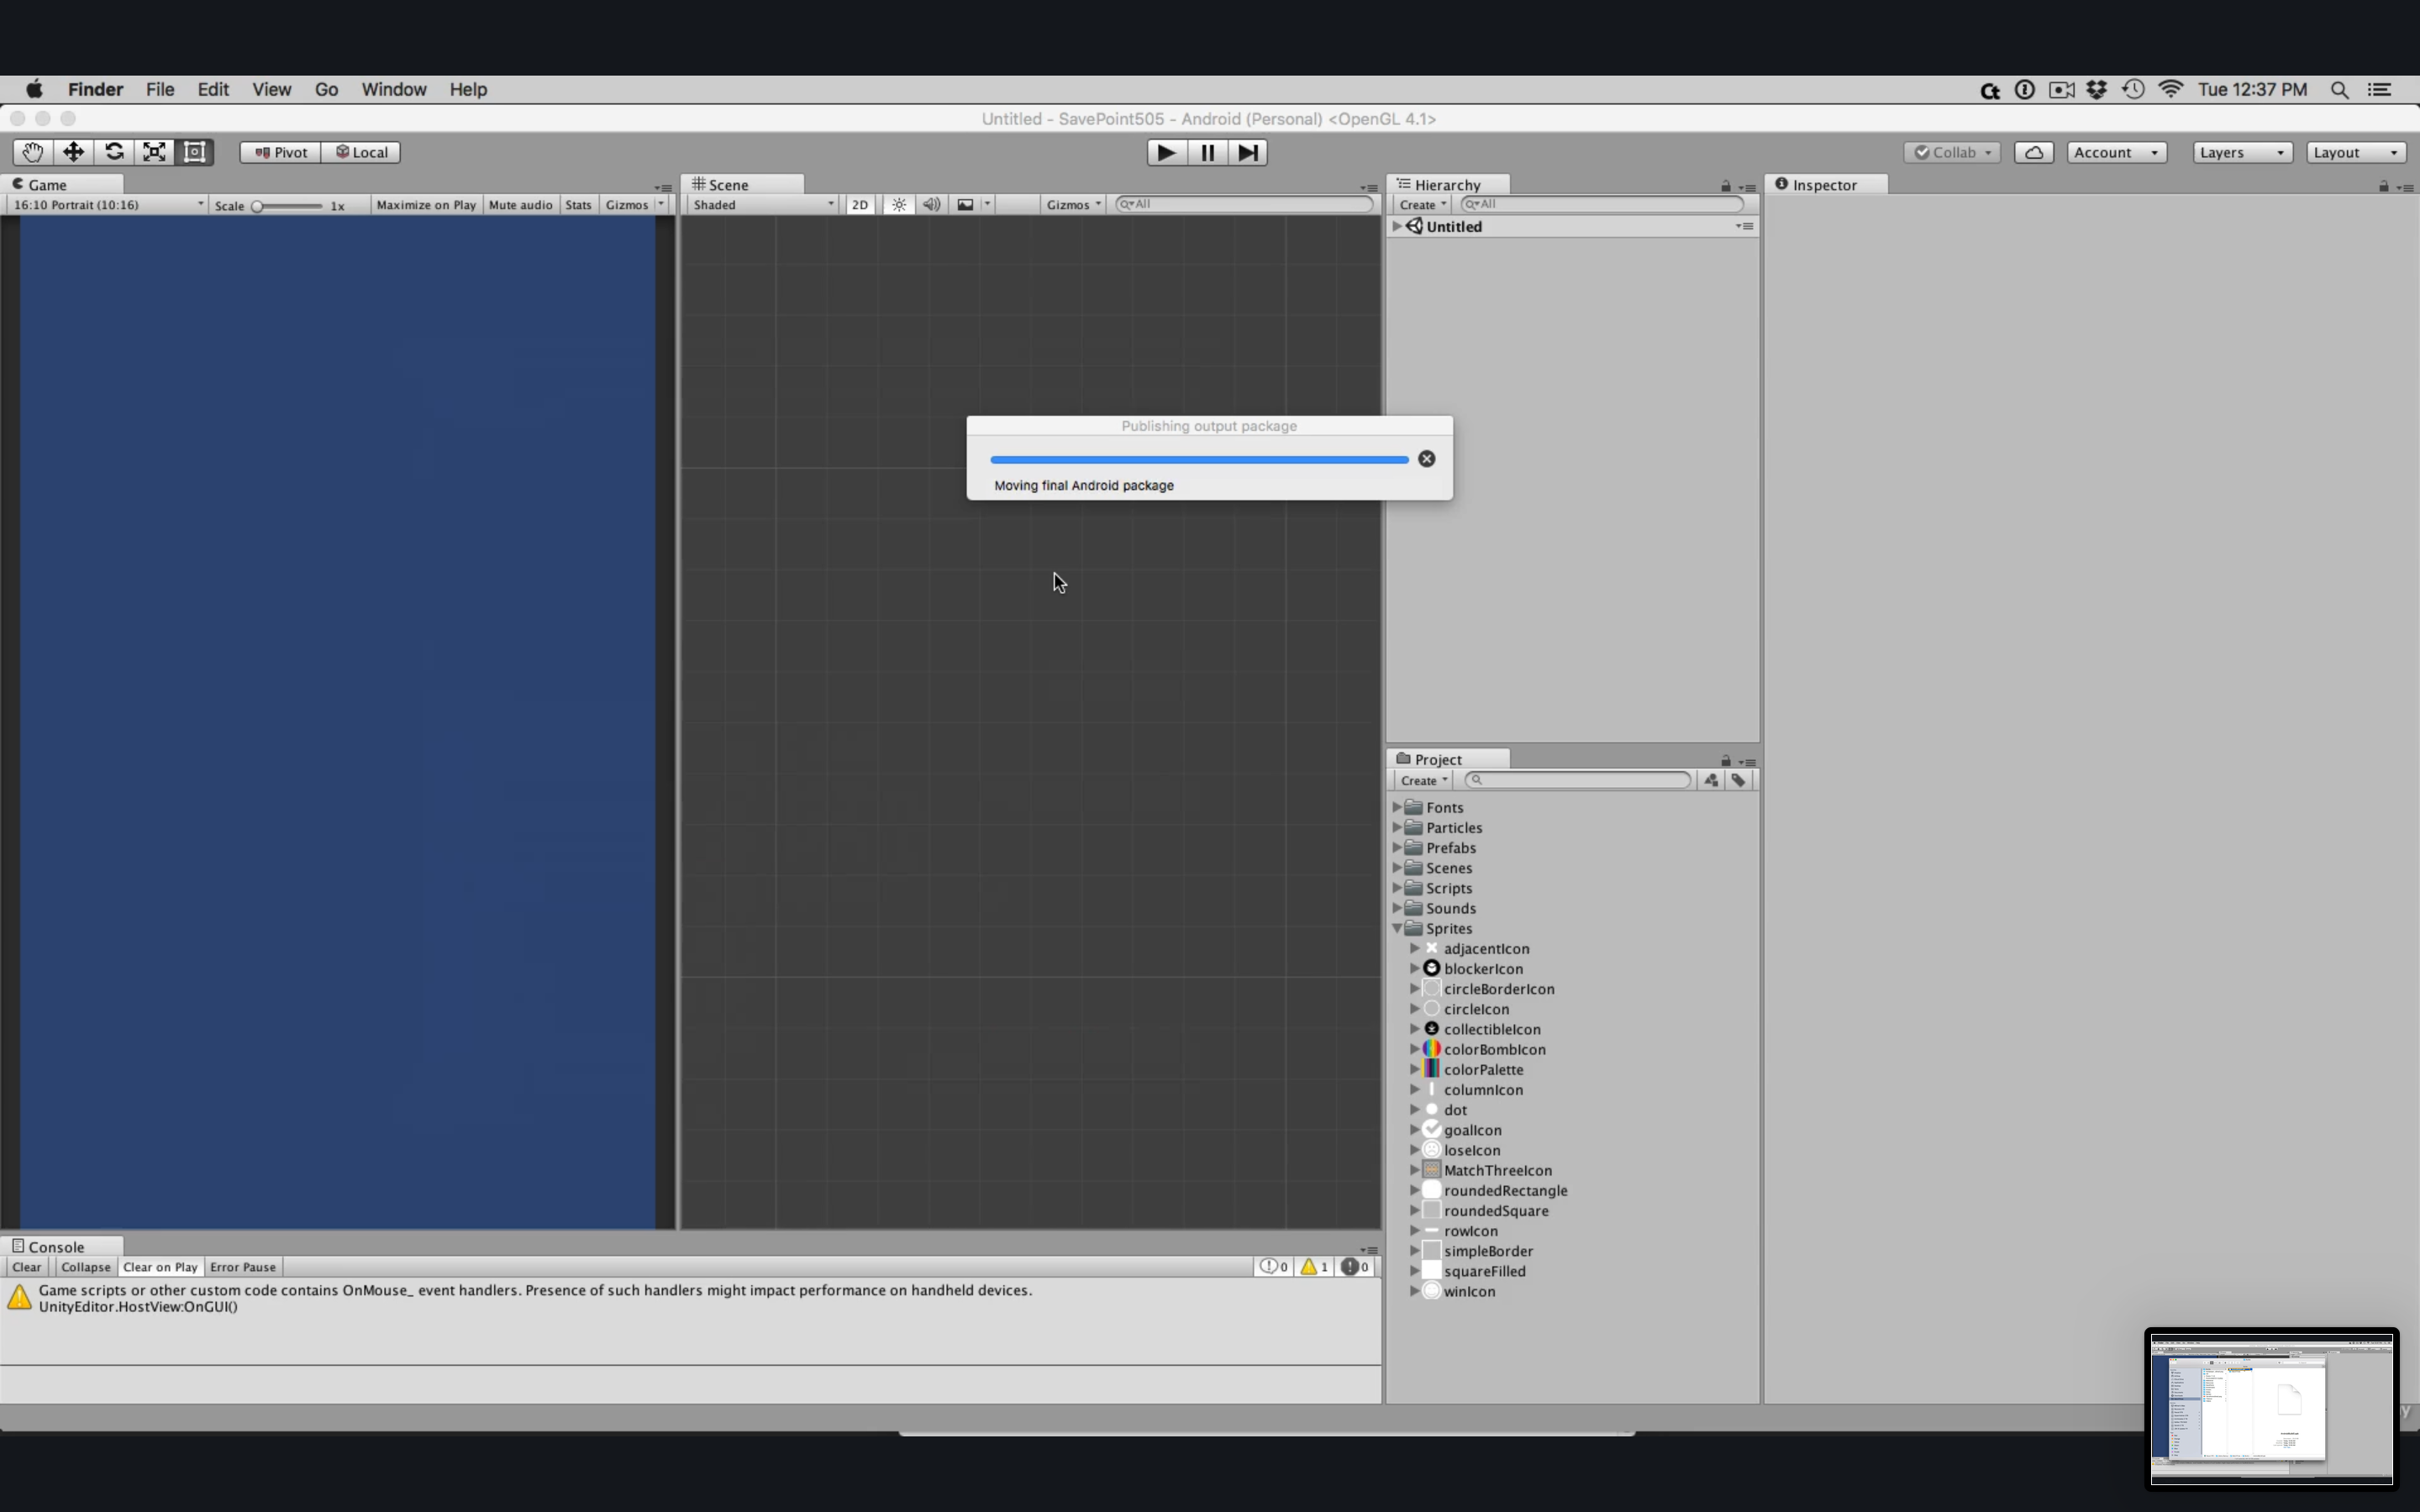 Finder File Edit View Go Window Help Tue 12:37 PM
Untitled - SavePoint505 - Android (Personal) <OpenGL 4.1>
Pivot Local Collab Account Layers Layout
Game Scene Hierarchy Inspector
16:10 Portrait (10:16) Scale 1x Maximize on Play Mute audio Stats Gizmos Shaded 2D Gizmos All Create All
Untitled
Publishing output package
Moving final Android package
Project
Create
Fonts
Particles
Prefabs
Scenes
Scripts
Sounds
Sprites
adjacentIcon
blockerIcon
circleBorderIcon
circleIcon
collectibleIcon
colorBombIcon
colorPalette
columnIcon
dot
goalIcon
loseIcon
MatchThreeIcon
roundedRectangle
roundedSquare
rowIcon
simpleBorder
squareFilled
winIcon
Console
Clear Collapse Clear on Play Error Pause 0 1 0
Game scripts or other custom code contains OnMouse_ event handlers. Presence of such handlers might impact performance on handheld devices.
UnityEditor.HostView:OnGUI()